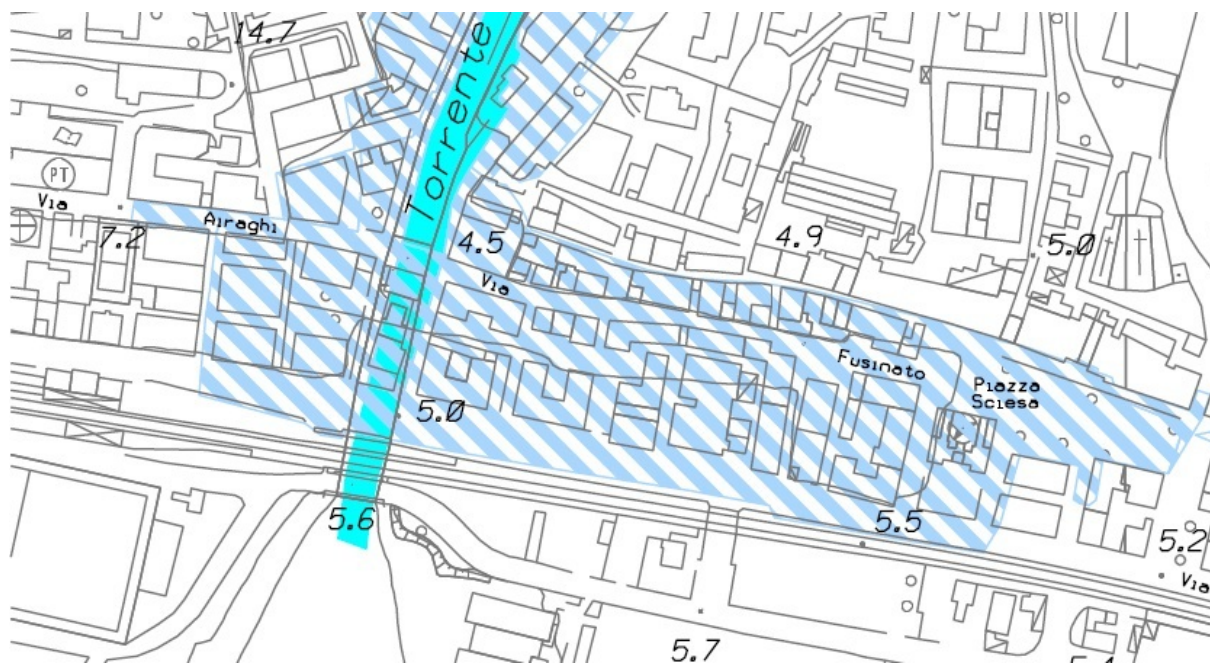 14.7
Torrente
PT
Via
Airaghi
7.2
4.5
4.9
5.0
Via
Fusinato
Piazza
Sciesa
5.0
5.6
5.5
5.2
Via
5.7